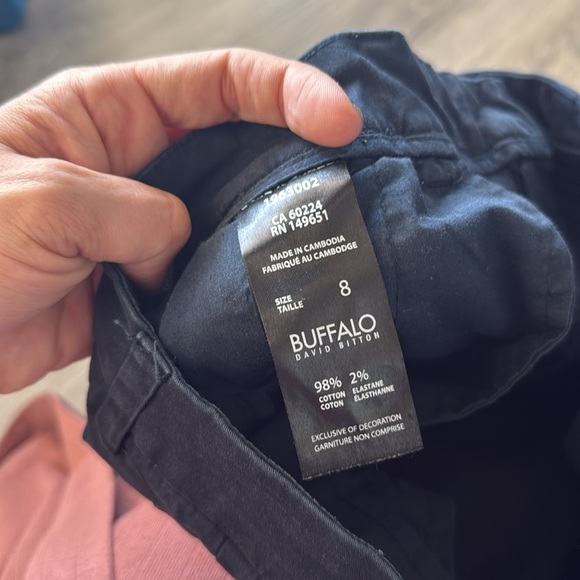 1963002
CA 60224
RN 149651
MADE IN CAMBODIA
FABRIQUÉ AU CAMBODGE
SIZE
TAILLE 8
BUFFALO
DAVID BITTON
98% 2%
COTTON ELASTANE
COTON ÉLASTHANNE
EXCLUSIVE OF DECORATION
GARNITURE NON COMPRISE